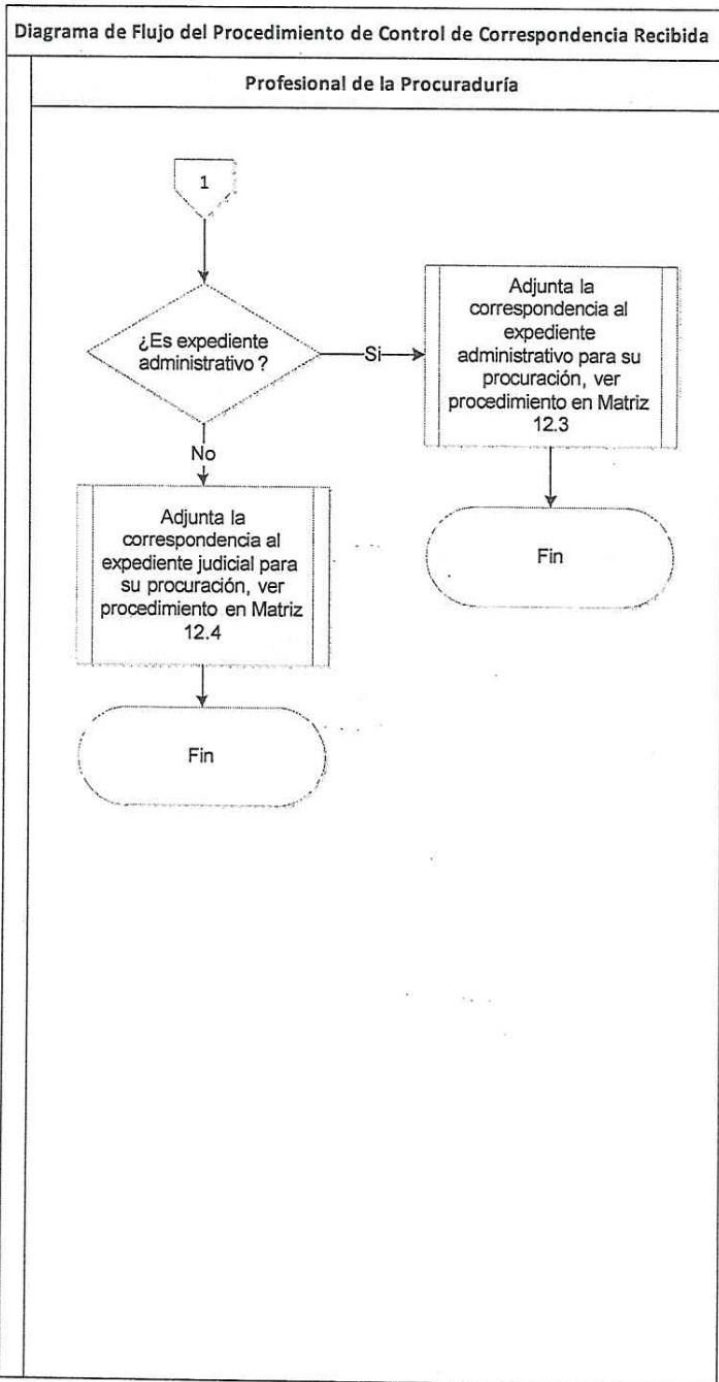 Diagrama de Flujo del Procedimiento de Control de Correspondencia Recibida
Profesional de la Procuraduría
1
¿Es expediente
administrativo ?
Si
Adjunta la
correspondencia al
expediente
administrativo para su
procuración, ver
procedimiento en Matriz
12.3
No
Adjunta la
correspondencia al
expediente judicial para
su procuración, ver
procedimiento en Matriz
12.4
Fin
Fin